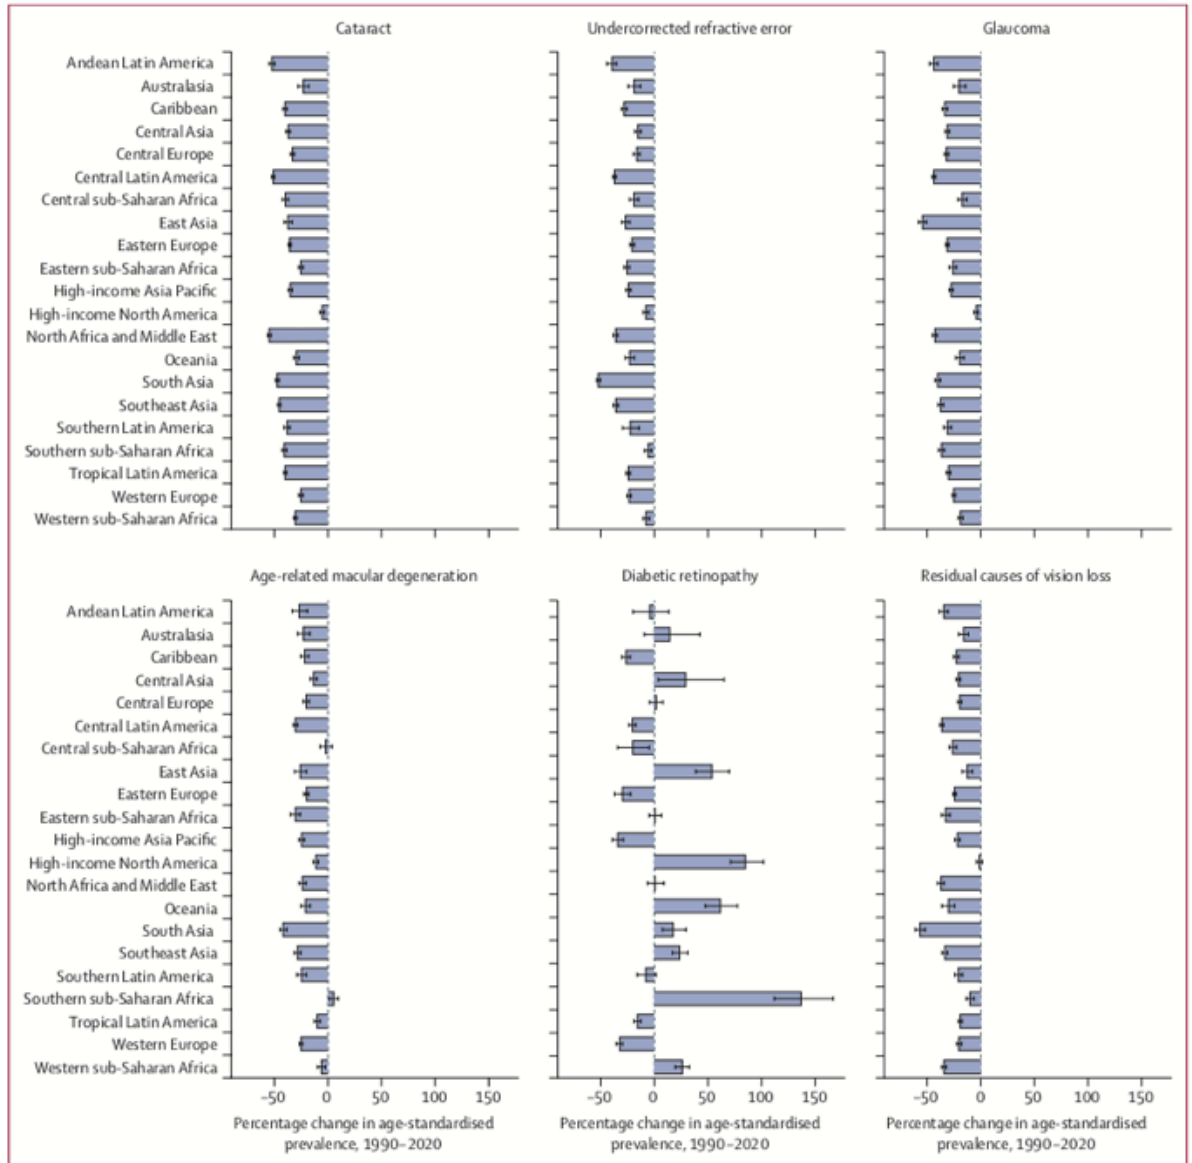 Cataract
Undercorrected refractive error
Glaucoma
Andean Latin America
Australasia
Caribbean
Central Asia
Central Europe
Central Latin America
Central sub-Saharan Africa
East Asia
Eastern Europe
Eastern sub-Saharan Africa
High-income Asia Pacific
High-income North America
North Africa and Middle East
Oceania
South Asia
Southeast Asia
Southern Latin America
Southern sub-Saharan Africa
Tropical Latin America
Western Europe
Western sub-Saharan Africa
Age-related macular degeneration
Diabetic retinopathy
Residual causes of vision loss
Andean Latin America
Australasia
Caribbean
Central Asia
Central Europe
Central Latin America
Central sub-Saharan Africa
East Asia
Eastern Europe
Eastern sub-Saharan Africa
High-income Asia Pacific
High-income North America
North Africa and Middle East
Oceania
South Asia
Southeast Asia
Southern Latin America
Southern sub-Saharan Africa
Tropical Latin America
Western Europe
Western sub-Saharan Africa
−50 0 50 100 150
−50 0 50 100 150
−50 0 50 100 150
Percentage change in age-standardised
prevalence, 1990–2020
Percentage change in age-standardised
prevalence, 1990–2020
Percentage change in age-standardised
prevalence, 1990–2020